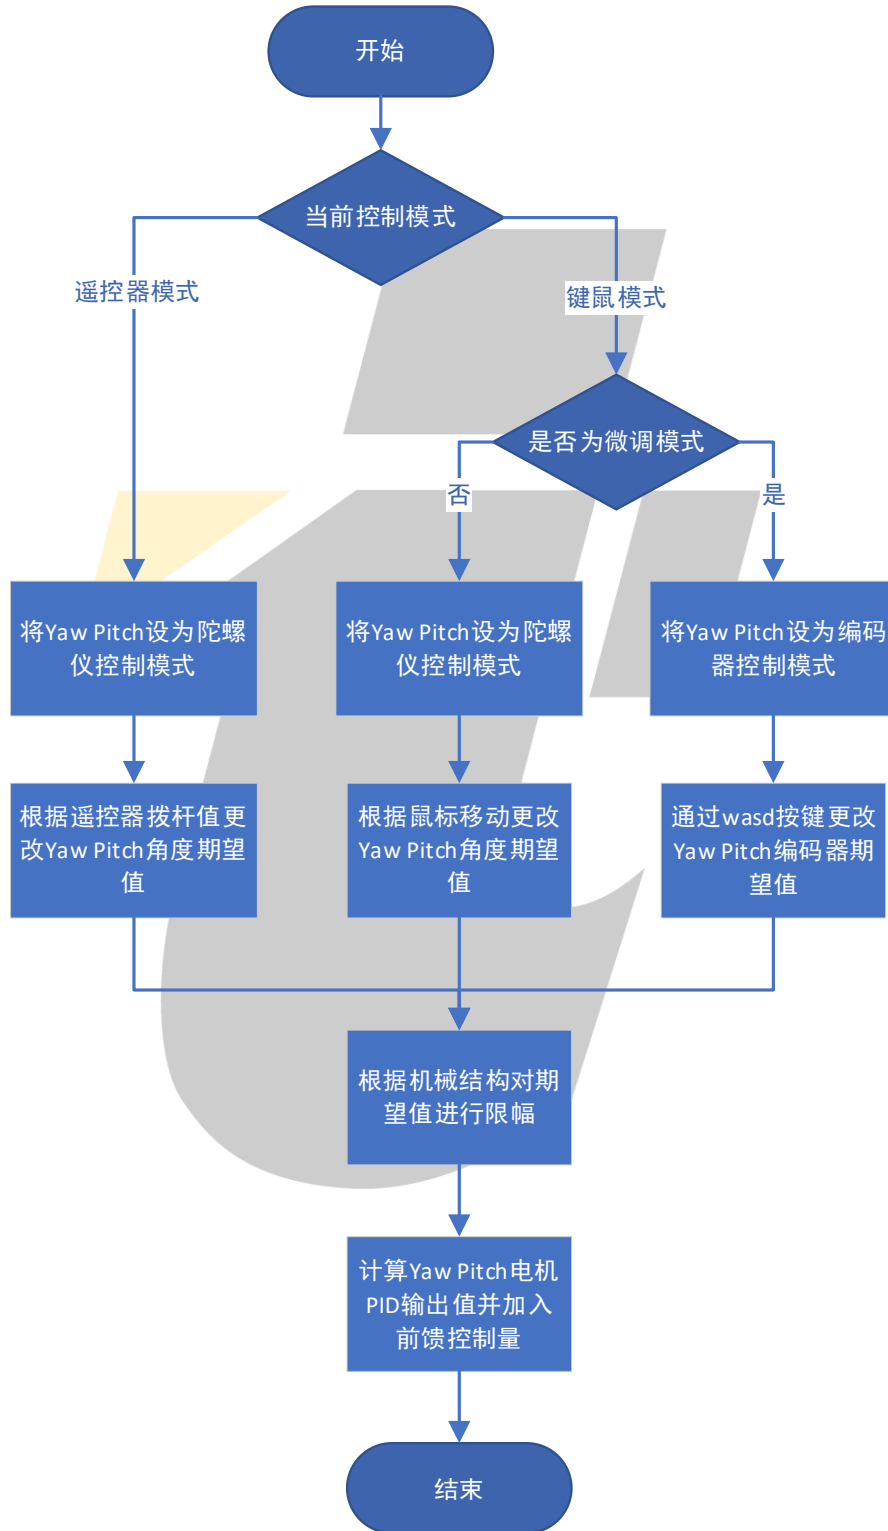 开始
当前控制模式
遥控器模式
键鼠模式
是否为微调模式
否
是
将Yaw Pitch设为陀螺
仪控制模式
将Yaw Pitch设为陀螺
仪控制模式
将Yaw Pitch设为编码
器控制模式
根据遥控器拨杆值更
改Yaw Pitch角度期望
值
根据鼠标移动更改
Yaw Pitch角度期望
值
通过wasd按键更改
Yaw Pitch编码器期
望值
根据机械结构对期
望值进行限幅
计算Yaw Pitch电机
PID输出值并加入
前馈控制量
结束